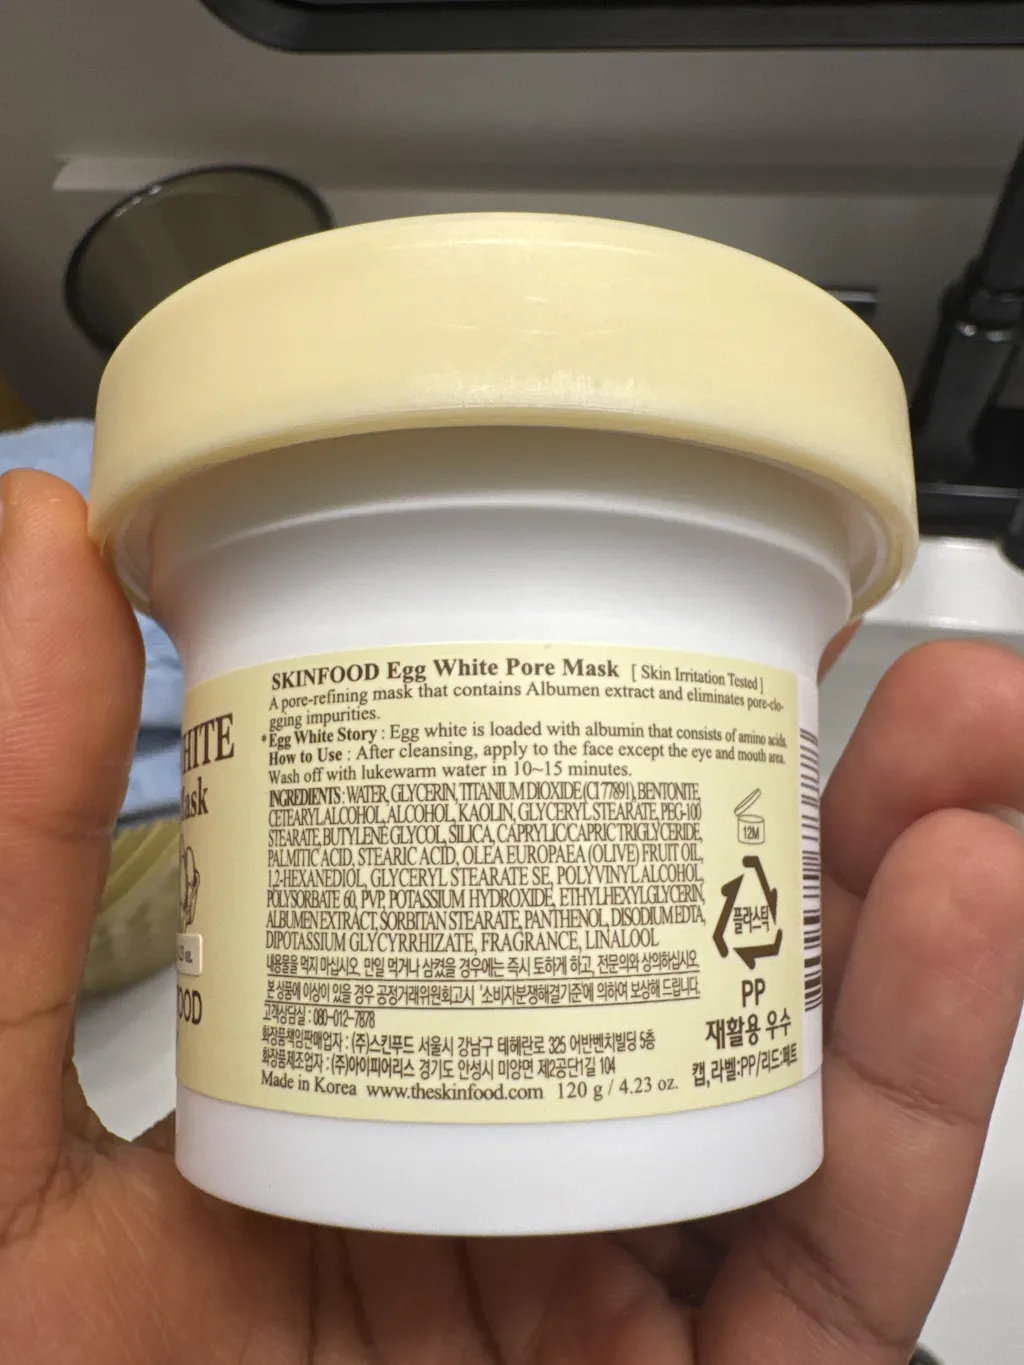 SKINFOOD Egg White Pore Mask [ Skin Irritation Tested ]
A pore-refining mask that contains Albumen extract and eliminates pore-clo-
gging impurities.
*Egg White Story : Egg white is loaded with albumin that consists of amino acids.
How to Use : After cleansing, apply to the face except the eye and mouth area.
Wash off with lukewarm water in 10~15 minutes.
INGREDIENTS : WATER, GLYCERIN, TITANIUM DIOXIDE (CI 77891), BENTONITE,
CETEARYL ALCOHOL, ALCOHOL, KAOLIN, GLYCERYL STEARATE, PEG-100
STEARATE, BUTYLENE GLYCOL, SILICA, CAPRYLIC/CAPRIC TRIGLYCERIDE,
PALMITIC ACID, STEARIC ACID, OLEA EUROPAEA (OLIVE) FRUIT OIL,
1,2-HEXANEDIOL, GLYCERYL STEARATE SE, POLYVINYL ALCOHOL,
POLYSORBATE 60, PVP, POTASSIUM HYDROXIDE, ETHYLHEXYLGLYCERIN,
ALBUMEN EXTRACT, SORBITAN STEARATE, PANTHENOL, DISODIUM EDTA,
DIPOTASSIUM GLYCYRRHIZATE, FRAGRANCE, LINALOOL
내용물을 먹지 마십시오. 만일 먹거나 삼켰을 경우에는 즉시 토하게 하고, 전문의와 상의하십시오.
본 상품에 이상이 있을 경우 공정거래위원회고시 '소비자분쟁해결기준'에 의하여 보상해 드립니다.
고객상담실 : 080-012-7878
화장품책임판매업자 : (주)스킨푸드 서울시 강남구 테헤란로 325 어반벤치빌딩 5층
화장품제조업자 : (주)아이피어리스 경기도 안성시 미양면 제2공단1길 104
Made in Korea www.theskinfood.com 120 g / 4.23 oz.
12M
플라스틱
PP
재활용 우수
캡,라벨:PP/리드:페트
HITE
ask
oz.
OOD